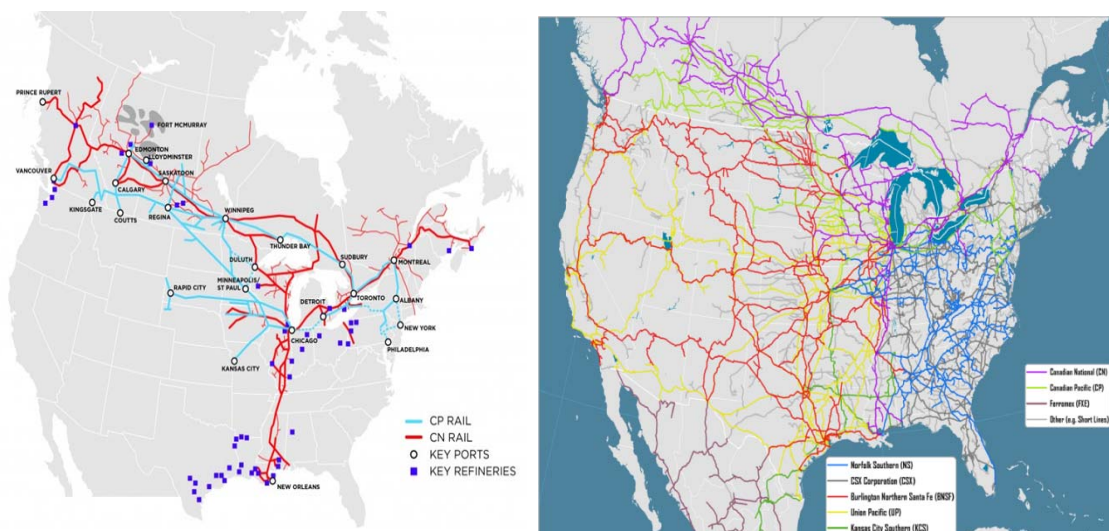 PRINCE RUPERT
FORT MCMURRAY
EDMONTON
LLOYDMINSTER
VANCOUVER
SASKATOON
CALGARY
KINGSGATE
COUTTS
REGINA
WINNIPEG
THUNDER BAY
DULUTH
SUDBURY
MONTREAL
MINNEAPOLIS/
ST PAUL
RAPID CITY
DETROIT
TORONTO
ALBANY
NEW YORK
CHICAGO
PHILADELPHIA
KANSAS CITY
NEW ORLEANS
CP RAIL
CN RAIL
KEY PORTS
KEY REFINERIES
Canadian National (CN)
Canadian Pacific (CP)
Ferromex (FXE)
Other (e.g. Short Lines)
Norfolk Southern (NS)
CSX Corporation (CSX)
Burlington Northern Santa Fe (BNSF)
Union Pacific (UP)
Kansas City Southern (KCS)